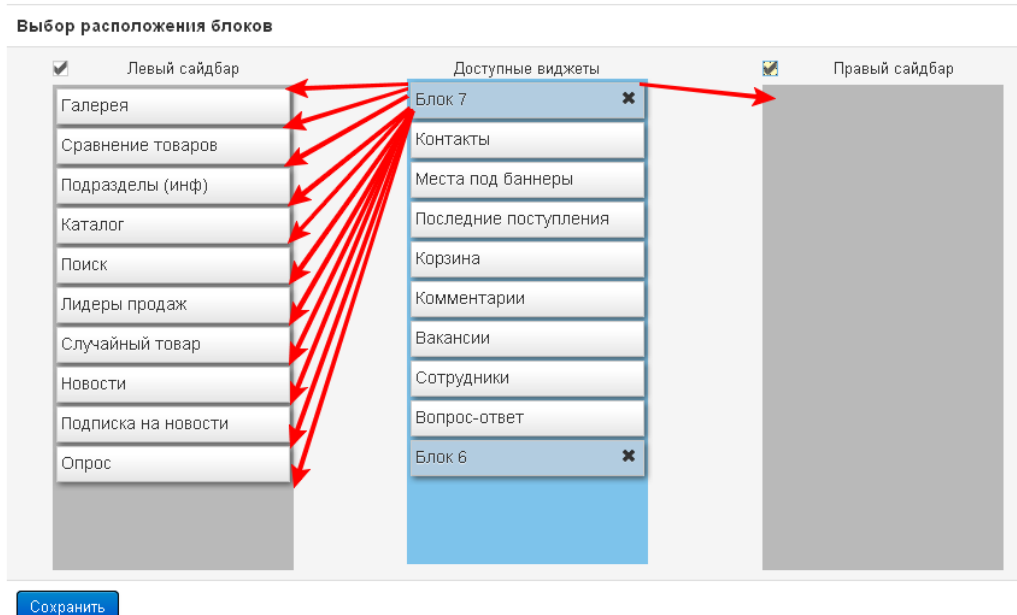 Выбор расположения блоков
Левый сайдбар
Галерея
Сравнение товаров
Подразделы (инф)
Каталог
Поиск
Лидеры продаж
Случайный товар
Новости
Подписка на новости
Опрос
Доступные виджеты
Блок 7
Контакты
Места под баннеры
Последние поступления
Корзина
Комментарии
Вакансии
Сотрудники
Вопрос-ответ
Блок 6
Правый сайдбар
Сохранить